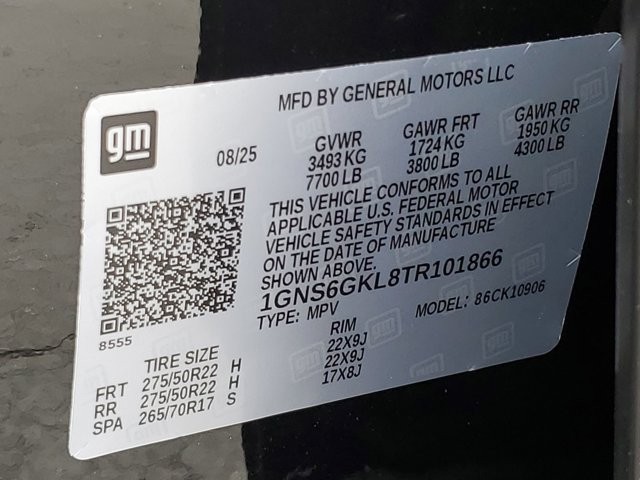 MFD BY GENERAL MOTORS LLC
gm
08/25
GVWR
3493 KG
7700 LB
GAWR FRT
1724 KG
3800 LB
GAWR RR
1950 KG
4300 LB
THIS VEHICLE CONFORMS TO ALL
APPLICABLE U.S. FEDERAL MOTOR
VEHICLE SAFETY STANDARDS IN EFFECT
ON THE DATE OF MANUFACTURE
SHOWN ABOVE.
1GNS6GKL8TR101866
TYPE: MPV
MODEL: 86CK10906
8555
TIRE SIZE
RIM
FRT 275/50R22 H 22X9J
RR 275/50R22 H 22X9J
SPA 265/70R17 S 17X8J